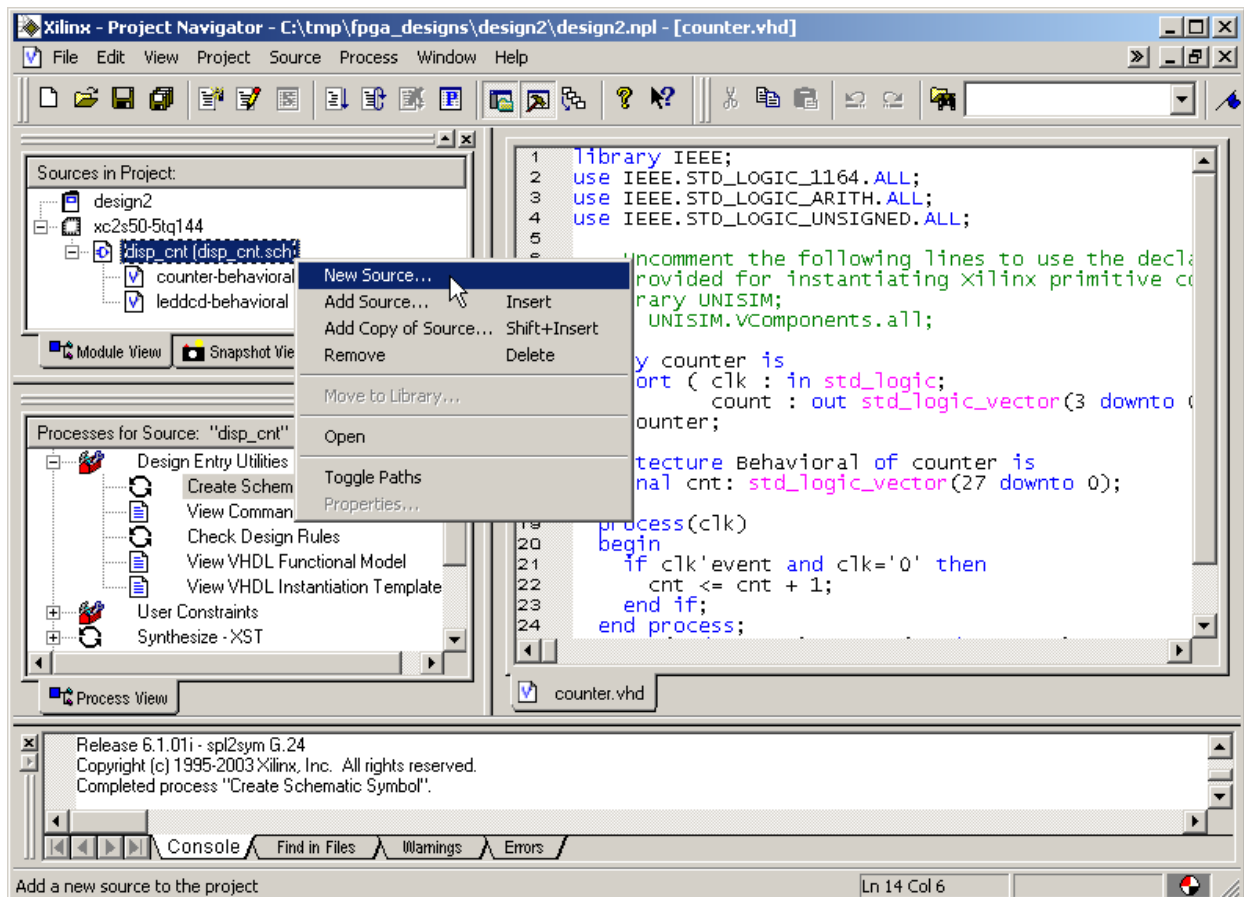 Xilinx - Project Navigator - C:\tmp\fpga_designs\design2\design2.npl - [counter.vhd]
File Edit View Project Source Process Window Help
Sources in Project:
design2
xc2s50-5tq144
disp_cnt (disp_cnt.sch
counter-behavioral
leddcd-behavioral
Module View Snapshot Vie
New Source...
Add Source... Insert
Add Copy of Source... Shift+Insert
Remove Delete
Move to Library...
Open
Toggle Paths
Properties...
Processes for Source: "disp_cnt"
Design Entry Utilities
Create Schem
View Comman
Check Design Rules
View VHDL Functional Model
View VHDL Instantiation Template
User Constraints
Synthesize - XST
Process View
1 library IEEE;
2 use IEEE.STD_LOGIC_1164.ALL;
3 use IEEE.STD_LOGIC_ARITH.ALL;
4 use IEEE.STD_LOGIC_UNSIGNED.ALL;
5
uncomment the following lines to use the decla
rovided for instantiating Xilinx primitive co
rary UNISIM;
UNISIM.VComponents.all;
y counter is
ort ( clk : in std_logic;
count : out std_logic_vector(3 downto 0
ounter;
tecture Behavioral of counter is
nal cnt: std_logic_vector(27 downto 0);
19 process(clk)
20 begin
21 if clk'event and clk='0' then
22 cnt <= cnt + 1;
23 end if;
24 end process;
counter.vhd
Release 6.1.01i - spl2sym G.24
Copyright (c) 1995-2003 Xilinx, Inc. All rights reserved.
Completed process "Create Schematic Symbol".
Console Find in Files Warnings Errors
Add a new source to the project Ln 14 Col 6